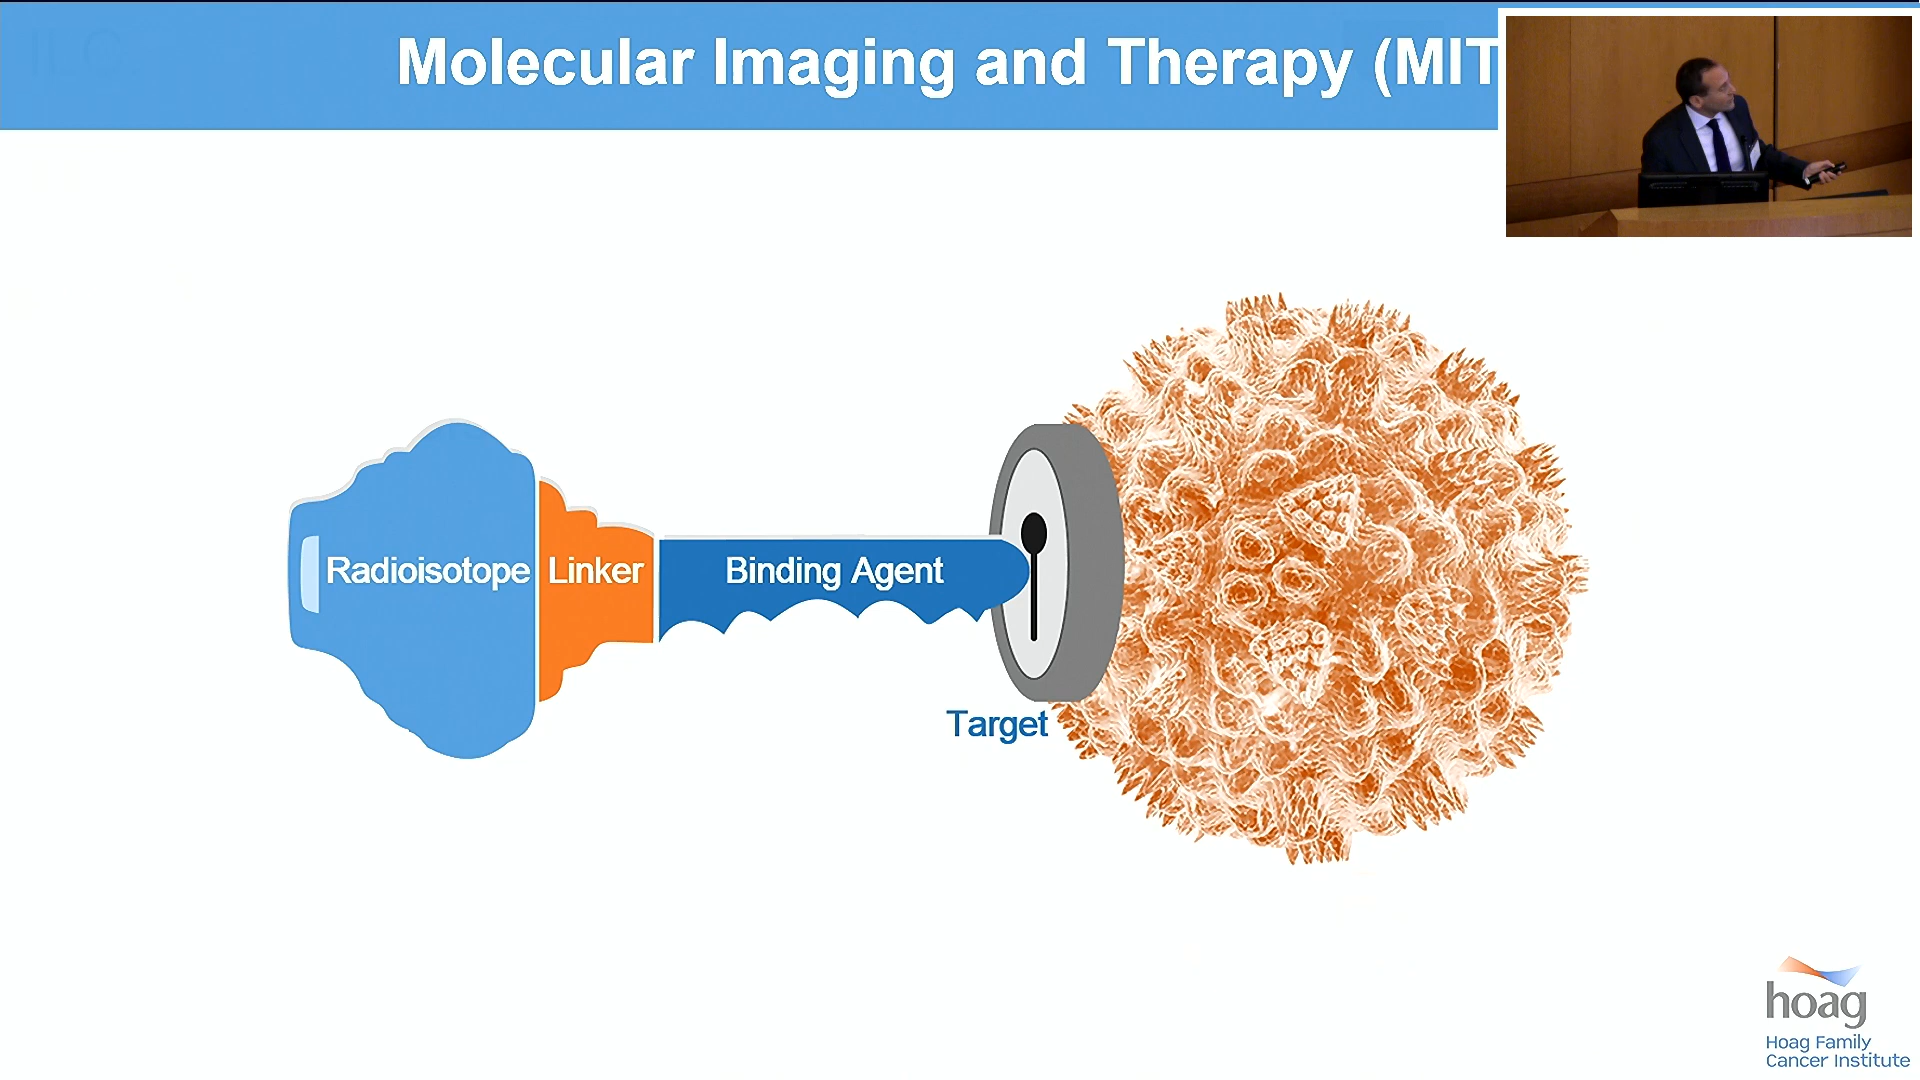 Molecular Imaging and Therapy (MIT
Radioisotope
Linker
Binding Agent
Target
hoag
Hoag Family
Cancer Institute